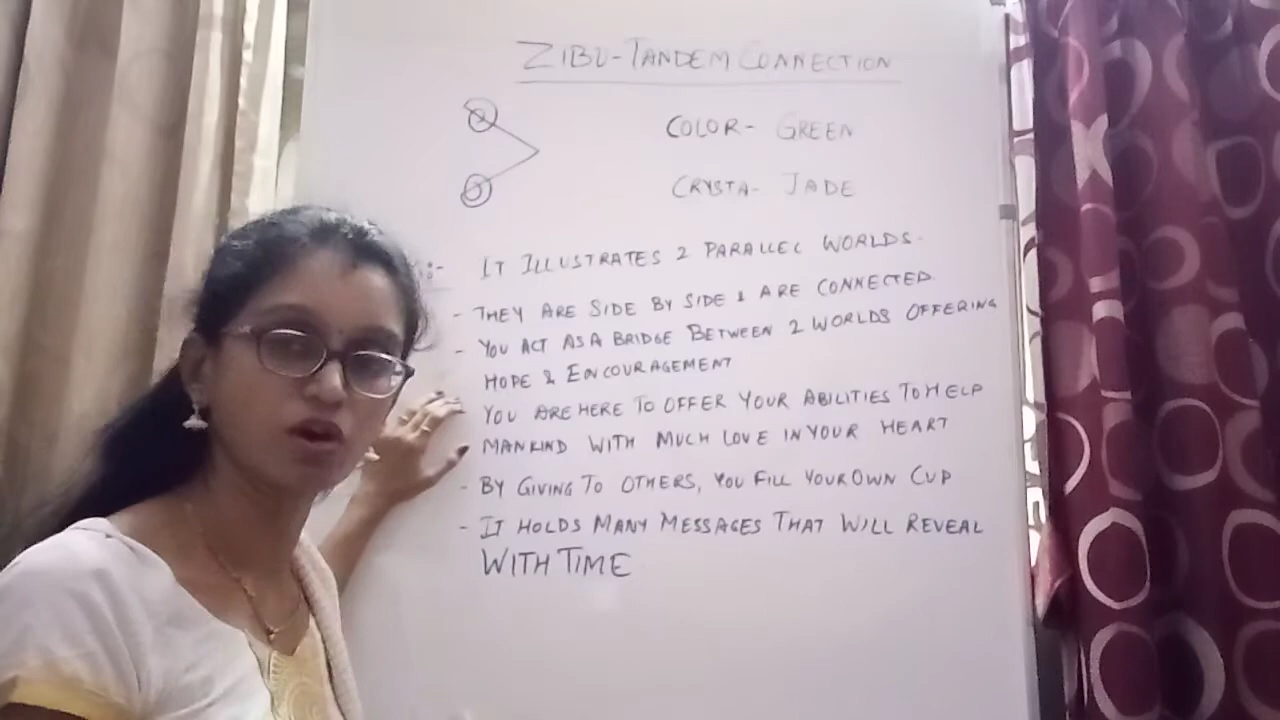 ZIBU-TANDEM CONNECTION
COLOR- GREEN
CRYSTA- JADE
:- IT ILLUSTRATES 2 PARALLEL WORLDS.
- THEY ARE SIDE BY SIDE & ARE CONNECTED
- YOU ACT AS A BRIDGE BETWEEN 2 WORLDS OFFERING
HOPE & ENCOURAGEMENT
YOU ARE HERE TO OFFER YOUR ABILITIES TO HELP
MANKIND WITH MUCH LOVE IN YOUR HEART
- BY GIVING TO OTHERS, YOU FILL YOUR OWN CUP
- IT HOLDS MANY MESSAGES THAT WILL REVEAL
WITH TIME